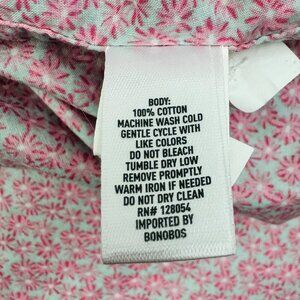 BODY:
100% COTTON
MACHINE WASH COLD
GENTLE CYCLE WITH
LIKE COLORS
DO NOT BLEACH
TUMBLE DRY LOW
REMOVE PROMPTLY
WARM IRON IF NEEDED
DO NOT DRY CLEAN
RN# 128054
IMPORTED BY
BONOBOS